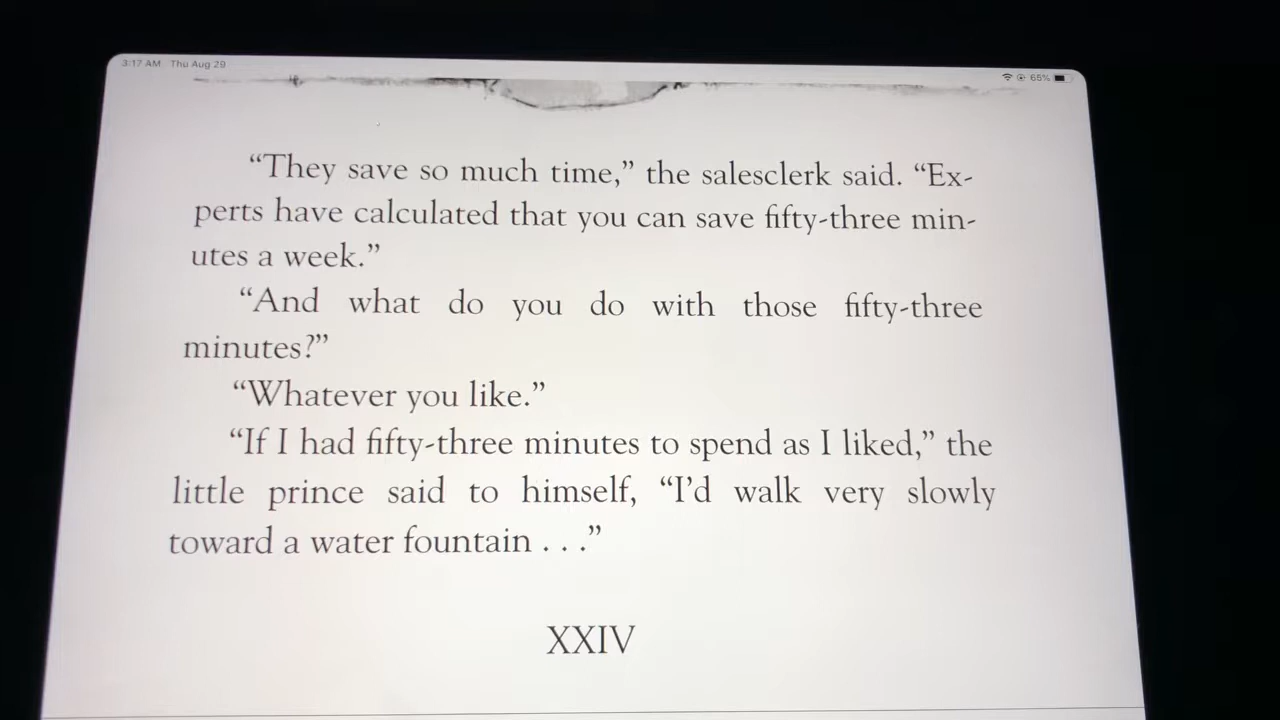 3:17 AM Thu Aug 29
65%
“They save so much time,” the salesclerk said. “Ex-
perts have calculated that you can save fifty-three min-
utes a week.”
“And what do you do with those fifty-three
minutes?”
“Whatever you like.”
“If I had fifty-three minutes to spend as I liked,” the
little prince said to himself, “I’d walk very slowly
toward a water fountain . . .”
XXIV